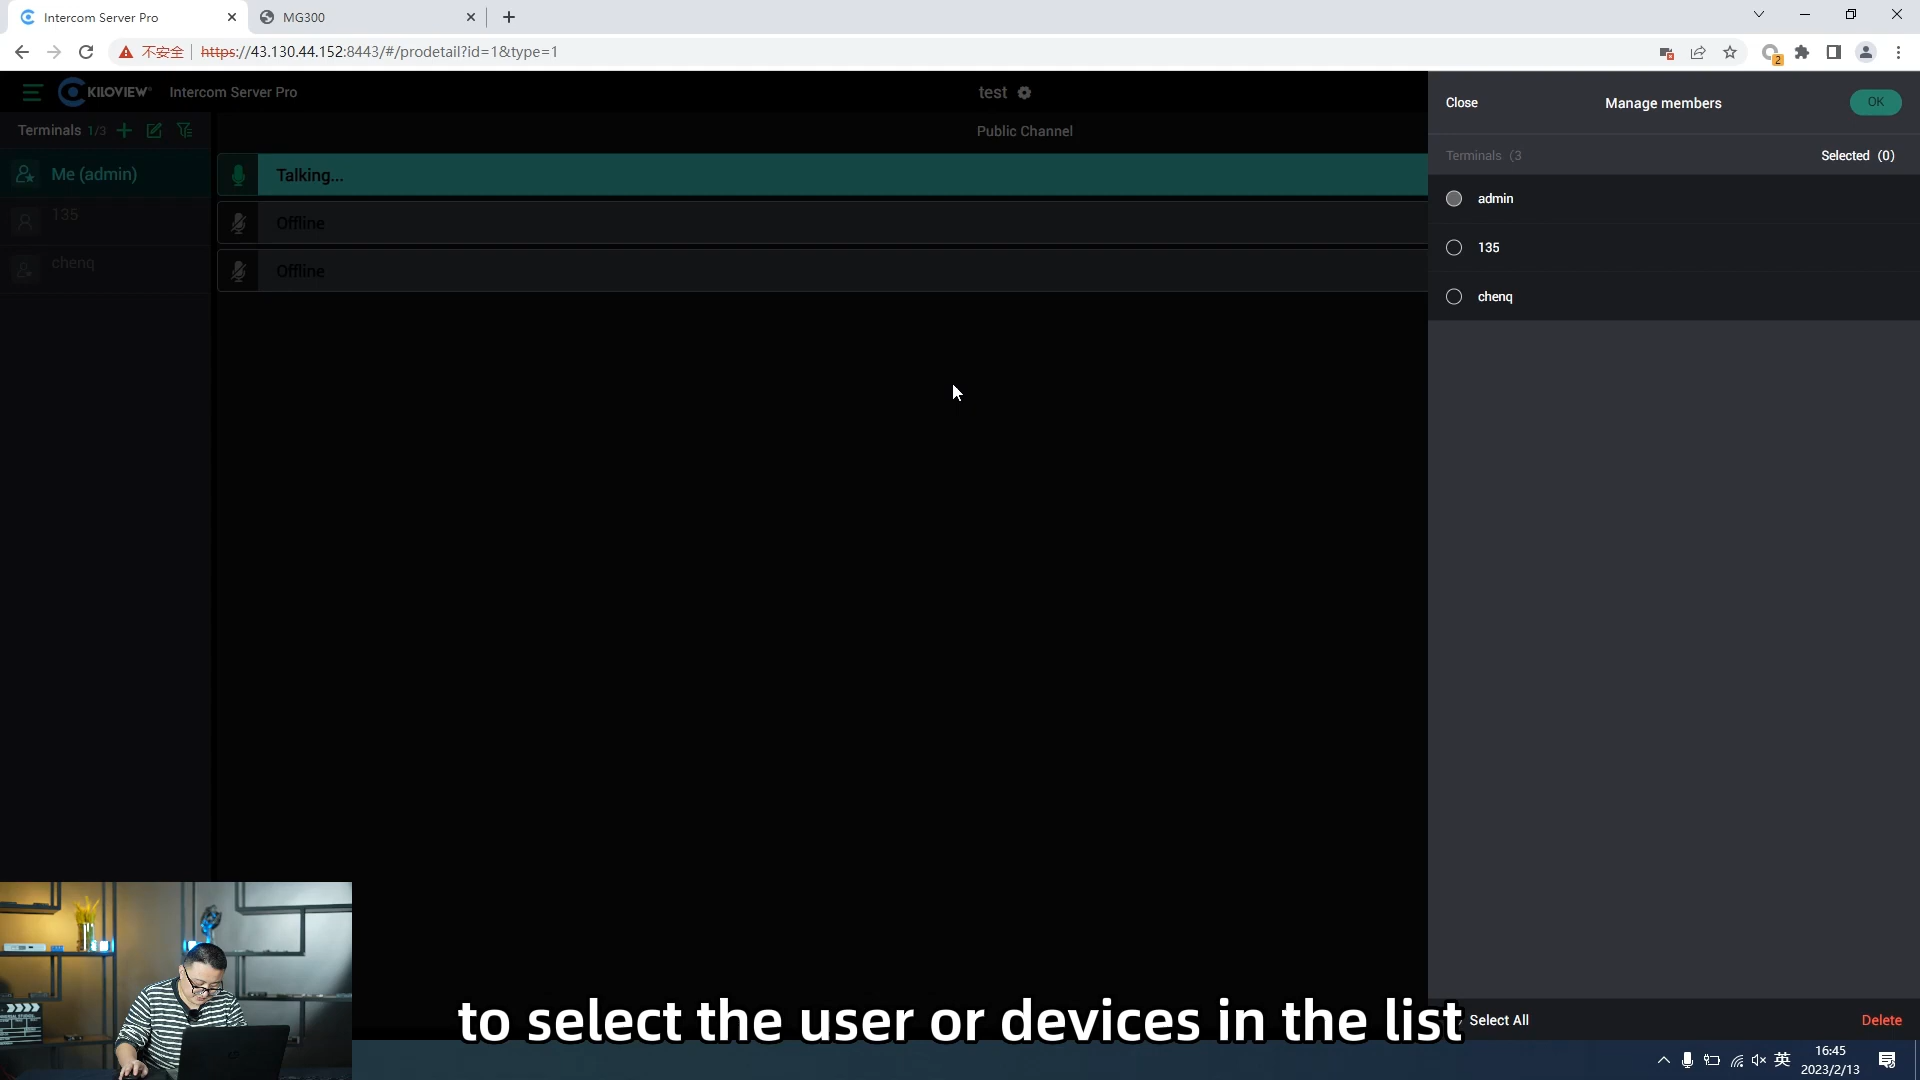 Intercom Server Pro
MG300
不安全
https://43.130.44.152:8443/#/prodetail?id=1&type=1
2
KILOVIEW
Intercom Server Pro
test
Close
Manage members
OK
Terminals 1/3
Public Channel
Terminals (3
Selected (0)
Me (admin)
Talking...
admin
135
Offline
135
chenq
Offline
chenq
to select the user or devices in the list
Select All
Delete
英
16:45
2023/2/13